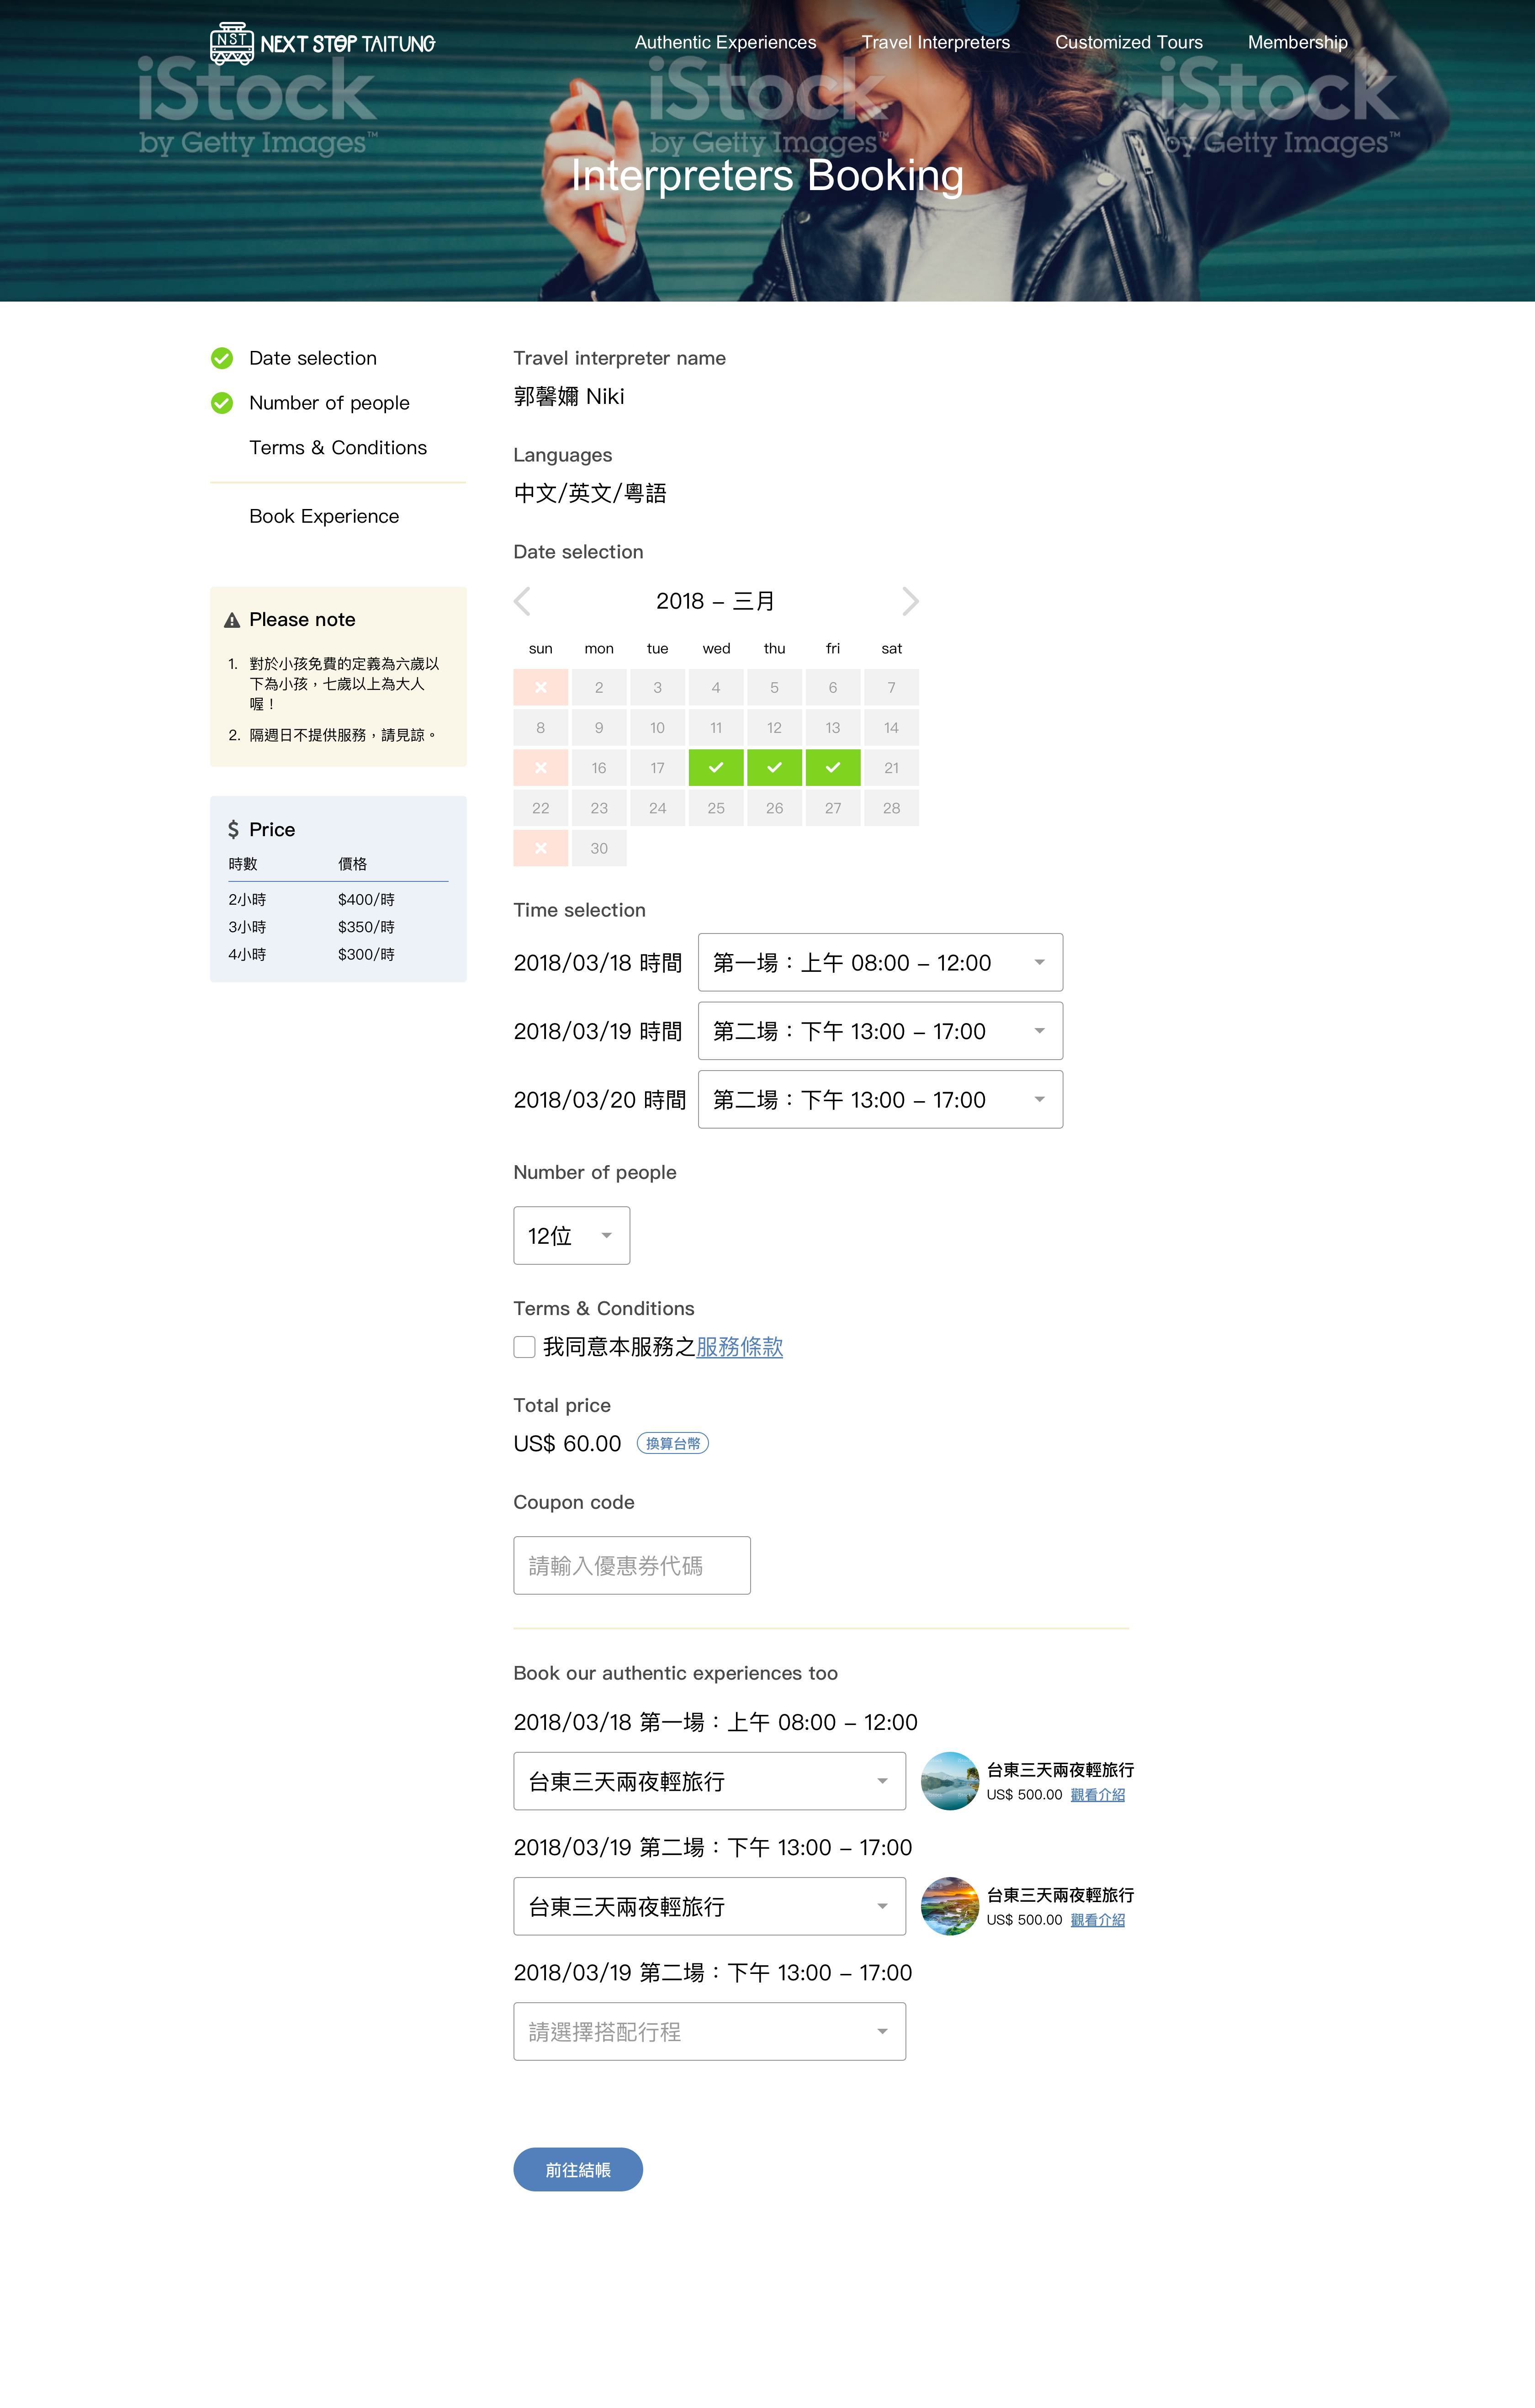 NST NEXT STOP TAITUNG
Authentic Experiences Travel Interpreters Customized Tours Membership
iStock iStock iStock
by Getty Images™ by Getty Images™ by Getty Images™
Interpreters Booking
Date selection
Number of people
Terms & Conditions
Book Experience
Please note
1. 對於小孩免費的定義為六歲以
下為小孩，七歲以上為大人
喔！
2. 隔週日不提供服務，請見諒。
$ Price
時數 價格
2小時 $400/時
3小時 $350/時
4小時 $300/時
Travel interpreter name
郭馨嬭 Niki
Languages
中文/英文/粵語
Date selection
2018 – 三月
sun mon tue wed thu fri sat
2 3 4 5 6 7
8 9 10 11 12 13 14
16 17 21
22 23 24 25 26 27 28
30
Time selection
2018/03/18 時間 第一場：上午 08:00 – 12:00
2018/03/19 時間 第二場：下午 13:00 – 17:00
2018/03/20 時間 第二場：下午 13:00 – 17:00
Number of people
12位
Terms & Conditions
我同意本服務之服務條款
Total price
US$ 60.00 換算台幣
Coupon code
請輸入優惠券代碼
Book our authentic experiences too
2018/03/18 第一場：上午 08:00 – 12:00
台東三天兩夜輕旅行
台東三天兩夜輕旅行
US$ 500.00 觀看介紹
2018/03/19 第二場：下午 13:00 – 17:00
台東三天兩夜輕旅行
台東三天兩夜輕旅行
US$ 500.00 觀看介紹
2018/03/19 第二場：下午 13:00 – 17:00
請選擇搭配行程
前往結帳